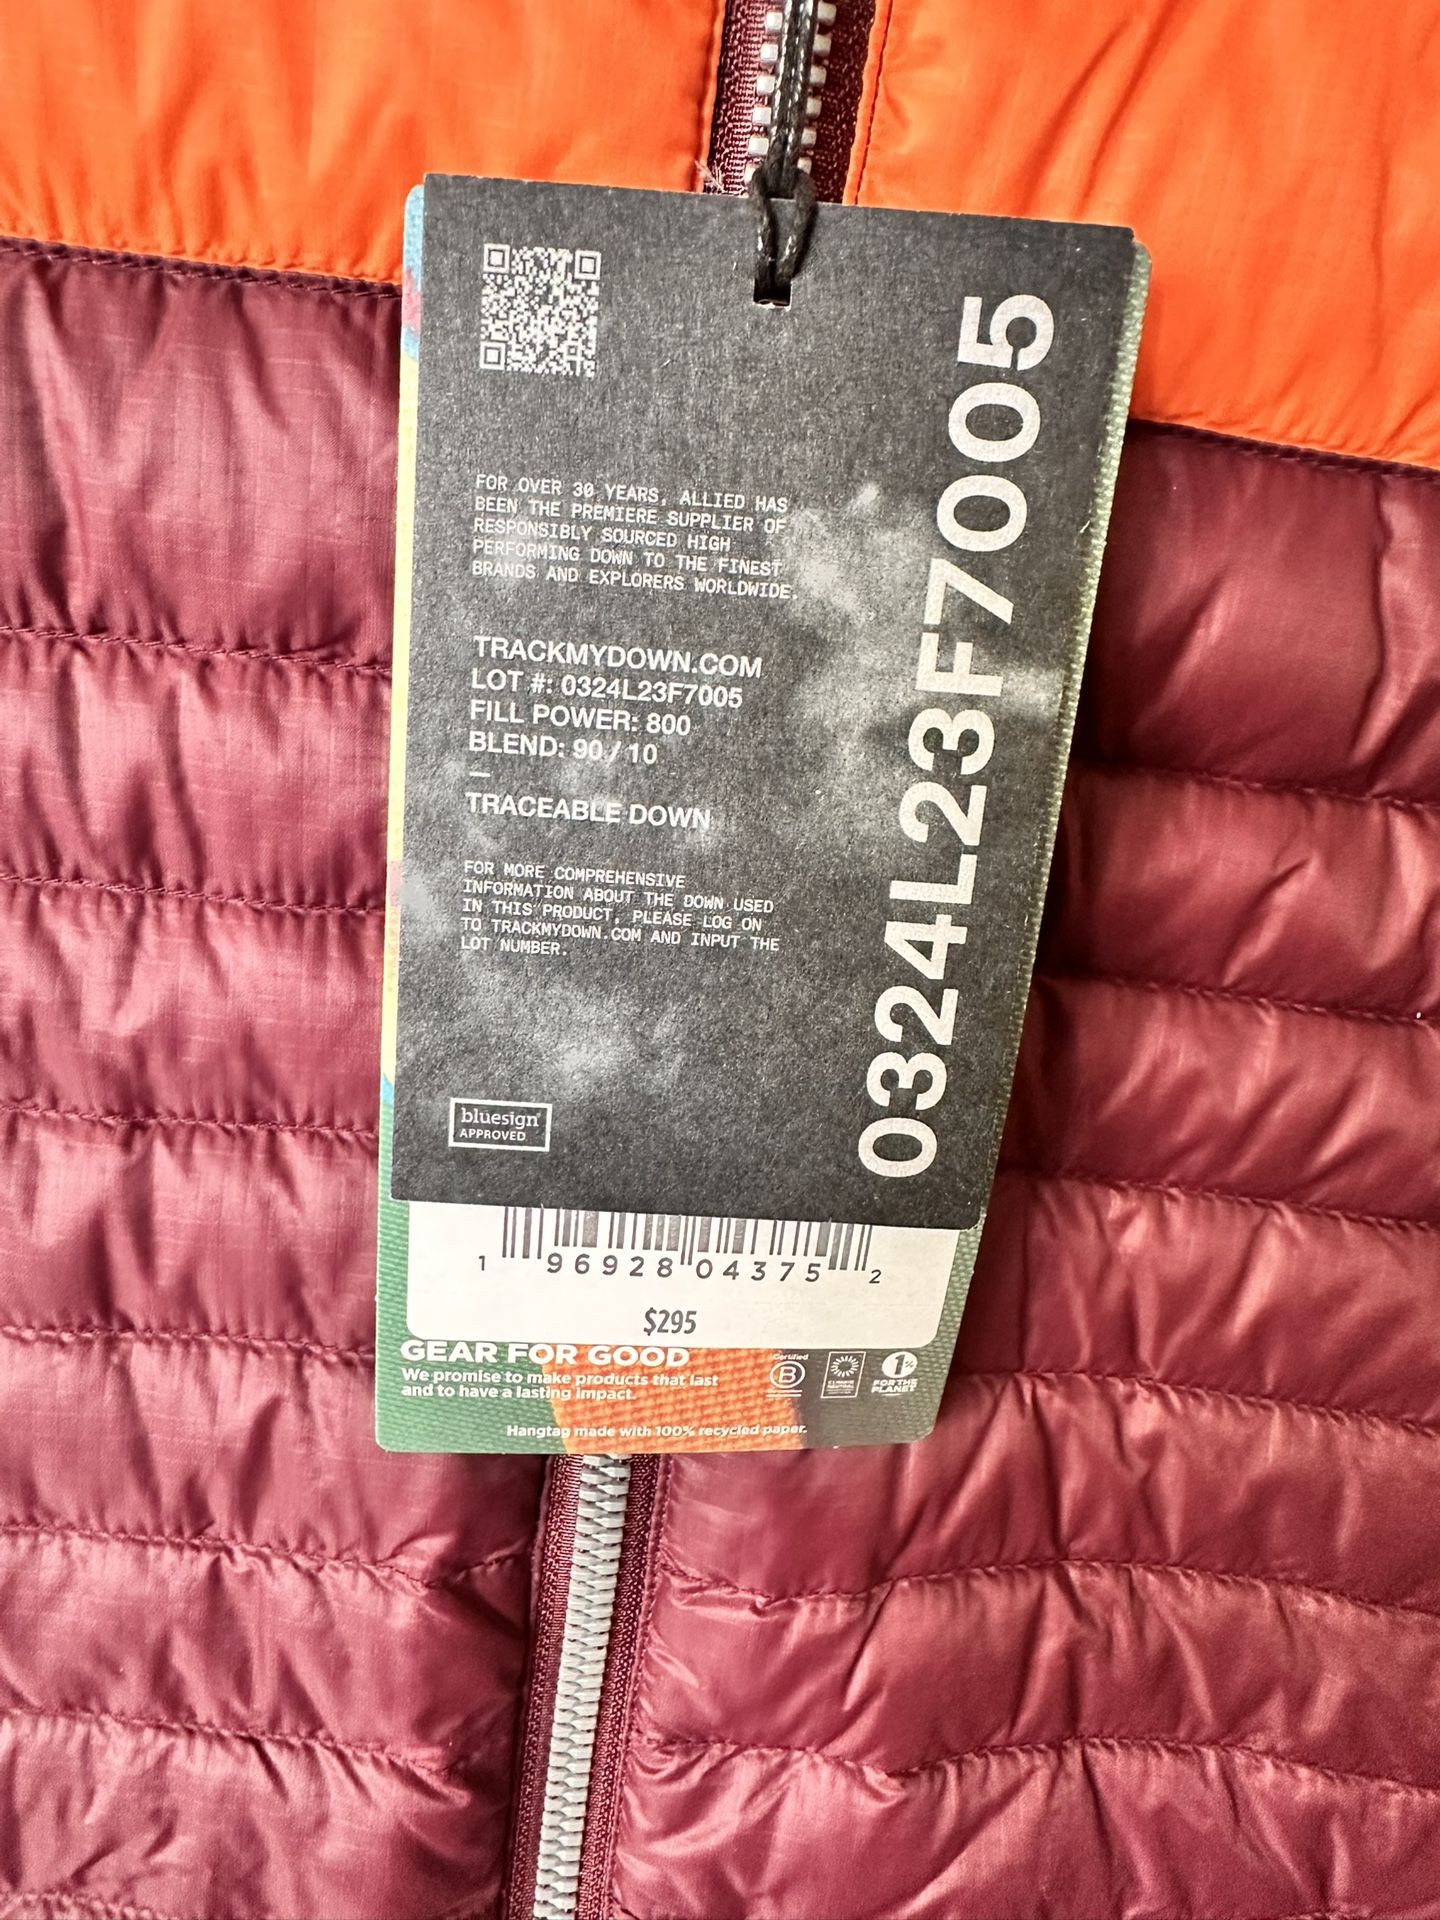 FOR OVER 30 YEARS, ALLIED HAS
BEEN THE PREMIERE SUPPLIER OF
RESPONSIBLY SOURCED HIGH
PERFORMING DOWN TO THE FINEST
BRANDS AND EXPLORERS WORLDWIDE.
TRACKMYDOWN.COM
LOT #: 0324L23F7005
FILL POWER: 800
BLEND: 90 / 10
—
TRACEABLE DOWN
FOR MORE COMPREHENSIVE
INFORMATION ABOUT THE DOWN USED
IN THIS PRODUCT, PLEASE LOG ON
TO TRACKMYDOWN.COM AND INPUT THE
LOT NUMBER.
bluesign®
APPROVED
0324L23F7005
1 96928 04375 2
$295
GEAR FOR GOOD
We promise to make products that last
and to have a lasting impact.
Certified
B
1%
FOR THE
PLANET
Hangtag made with 100% recycled paper.